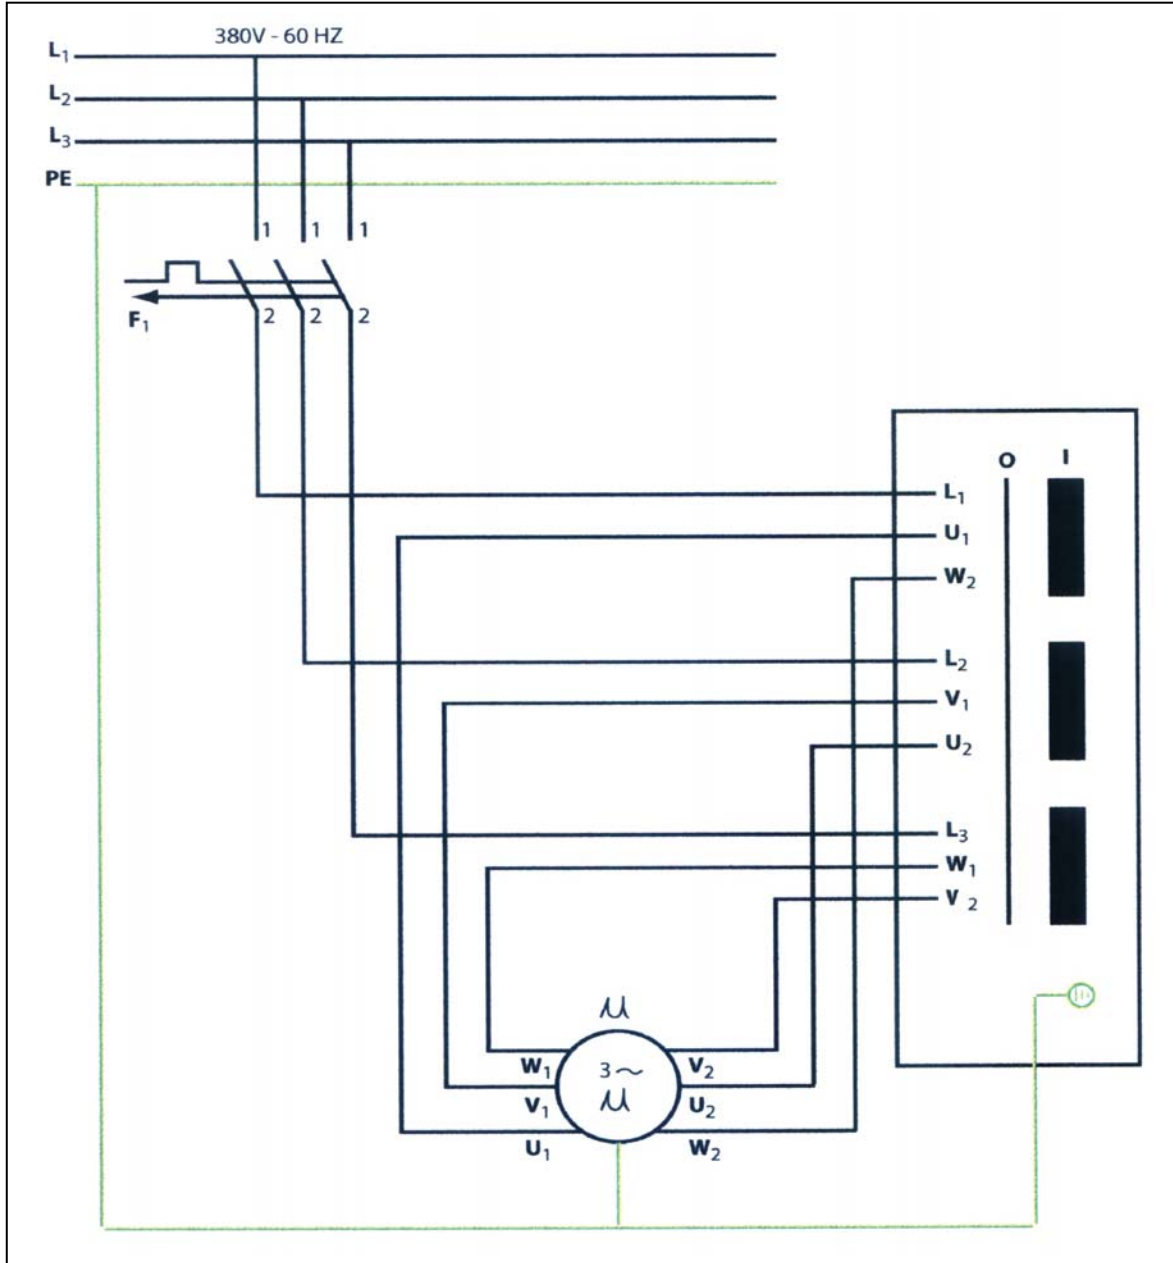 380V - 60 HZ
L₁
L₂
L₃
PE
1 1 1
F₁
2 2 2
O I
L₁
U₁
W₂
L₂
V₁
U₂
L₃
W₁
V ₂
M
3~
M
W₁ V₂
V₁ U₂
U₁ W₂